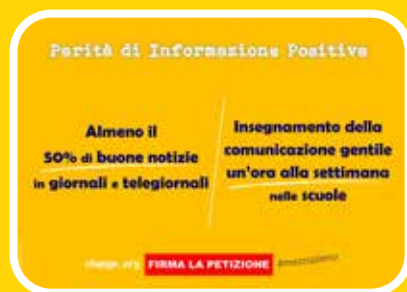 Parità di Informazione Positiva
Almeno il
50% di buone notizie
in giornali e telegiornali
Insegnamento della
comunicazione gentile
un'ora alla settimana
nelle scuole
change.org FIRMA LA PETIZIONE